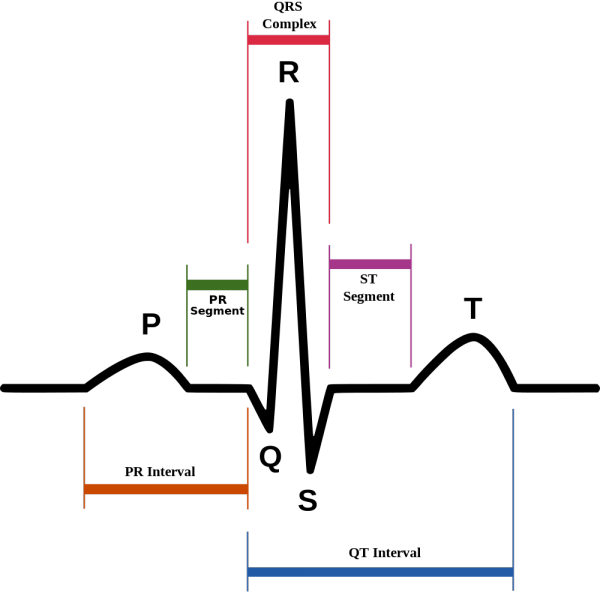 QRS
Complex
R
ST
Segment
PR
Segment
P
T
Q
PR Interval
S
QT Interval